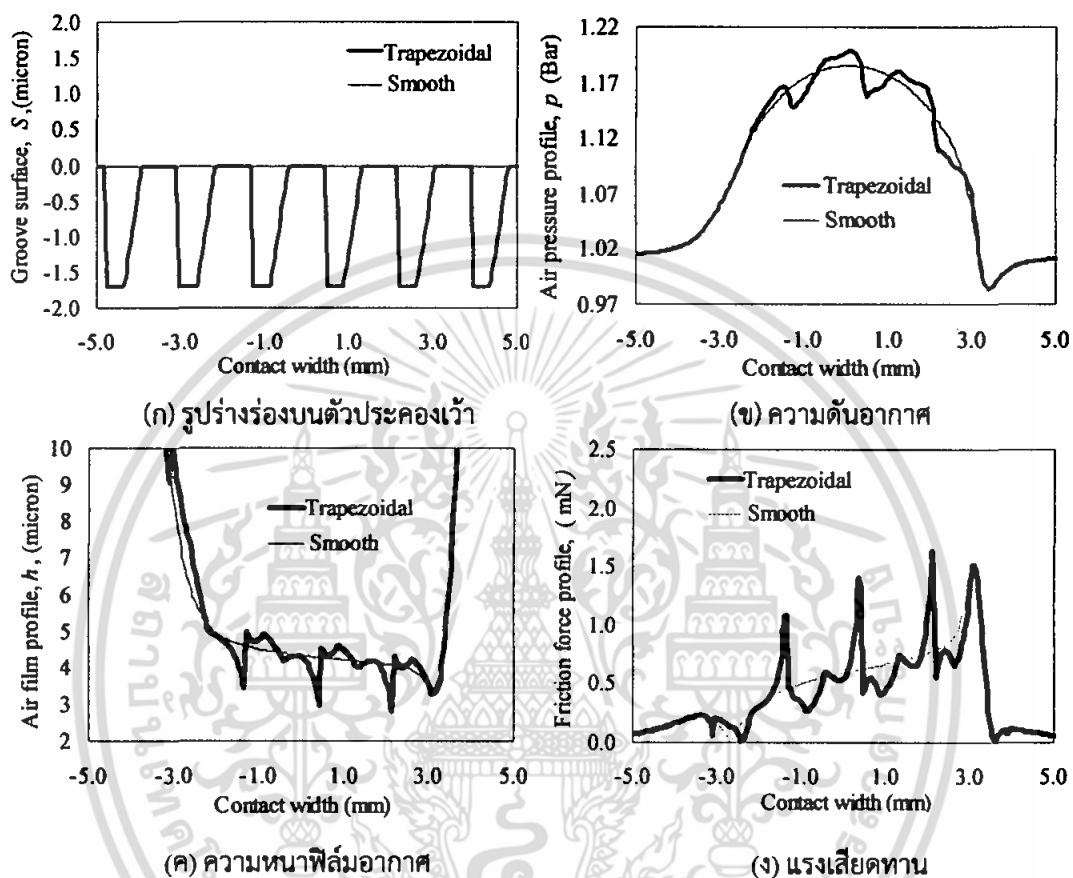 2.0
1.5
1.0
0.5
0.0
-0.5
-1.0
-1.5
-2.0
Groove surface, S, (micron)
Trapezoidal
Smooth
-5.0 -3.0 -1.0 1.0 3.0 5.0
Contact width (mm)
(ก) รูปร่างร่องบนตัวประคองเว้า
1.22
1.17
1.12
1.07
1.02
0.97
Air pressure profile, p (Bar)
Trapezoidal
Smooth
-5.0 -3.0 -1.0 1.0 3.0 5.0
Contact width (mm)
(ข) ความดันอากาศ
10
9
8
7
6
5
4
3
2
Air film profile, h, (micron)
Trapezoidal
Smooth
-5.0 -3.0 -1.0 1.0 3.0 5.0
Contact width (mm)
(ค) ความหนาฟิล์มอากาศ
2.5
2.0
1.5
1.0
0.5
0.0
Friction force profile, ( mN)
Trapezoidal
Smooth
-5.0 -3.0 -1.0 1.0 3.0 5.0
Contact width (mm)
(ง) แรงเสียดทาน